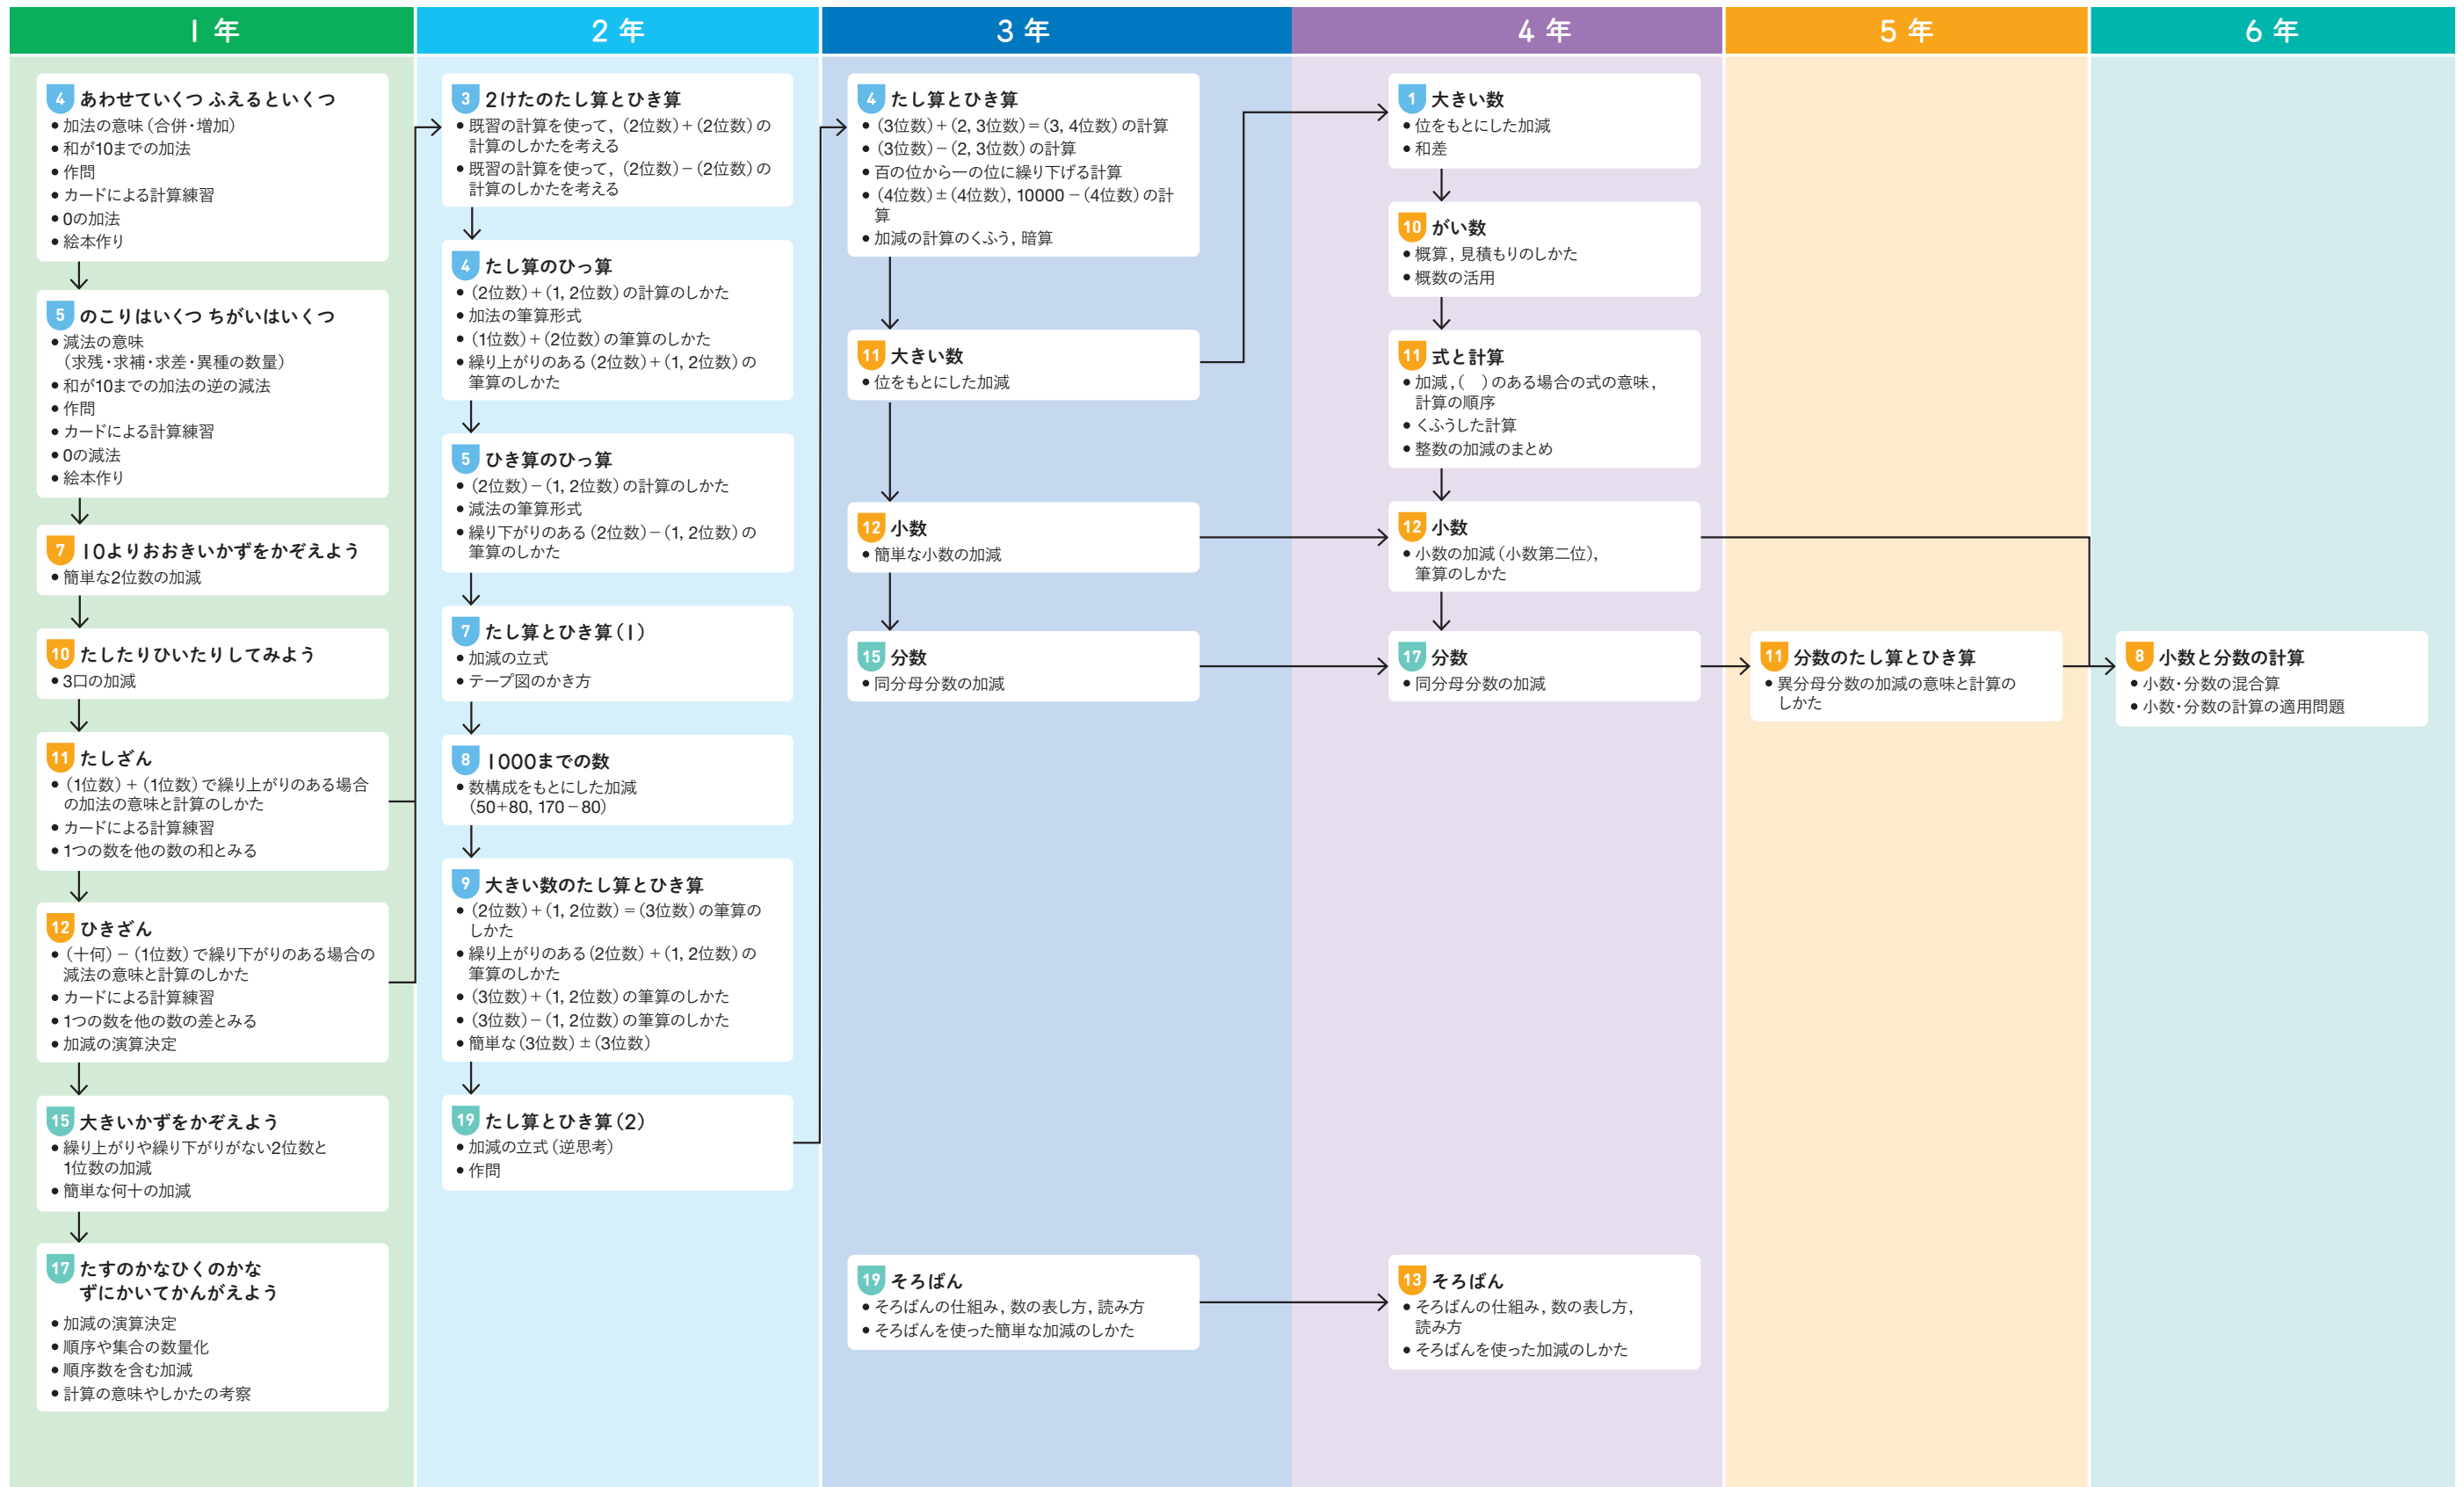 1 年
4 あわせていくつ ふえるといくつ
● 加法の意味（合併・増加）
● 和が10までの加法
● 作問
● カードによる計算練習
● 0の加法
● 絵本作り
5 のこりはいくつ ちがいはいくつ
● 減法の意味
（求残・求補・求差・異種の数量）
● 和が10までの加法の逆の減法
● 作問
● カードによる計算練習
● 0の減法
● 絵本作り
7 10よりおおきいかずをかぞえよう
● 簡単な2位数の加減
10 たしたりひいたりしてみよう
● 3口の加減
11 たしざん
● （1位数）＋（1位数）で繰り上がりのある場合
の加法の意味と計算のしかた
● カードによる計算練習
● 1つの数を他の数の和とみる
12 ひきざん
● （十何）－（1位数）で繰り下がりのある場合の
減法の意味と計算のしかた
● カードによる計算練習
● 1つの数を他の数の差とみる
● 加減の演算決定
15 大きいかずをかぞえよう
● 繰り上がりや繰り下がりがない2位数と
1位数の加減
● 簡単な何十の加減
17 たすのかなひくのかな
ずにかいてかんがえよう
● 加減の演算決定
● 順序や集合の数量化
● 順序数を含む加減
● 計算の意味やしかたの考察
2 年
3 2けたのたし算とひき算
● 既習の計算を使って，（2位数）＋（2位数）の
計算のしかたを考える
● 既習の計算を使って，（2位数）－（2位数）の
計算のしかたを考える
4 たし算のひっ算
● （2位数）＋（1, 2位数）の計算のしかた
● 加法の筆算形式
● （1位数）＋（2位数）の筆算のしかた
● 繰り上がりのある（2位数）＋（1, 2位数）の
筆算のしかた
5 ひき算のひっ算
● （2位数）－（1, 2位数）の計算のしかた
● 減法の筆算形式
● 繰り下がりのある（2位数）－（1, 2位数）の
筆算のしかた
7 たし算とひき算（1）
● 加減の立式
● テープ図のかき方
8 1000までの数
● 数構成をもとにした加減
（50＋80, 170－80）
9 大きい数のたし算とひき算
● （2位数）＋（1, 2位数）＝（3位数）の筆算の
しかた
● 繰り上がりのある（2位数）＋（1, 2位数）の
筆算のしかた
● （3位数）＋（1, 2位数）の筆算のしかた
● （3位数）－（1, 2位数）の筆算のしかた
● 簡単な（3位数）±（3位数）
19 たし算とひき算（2）
● 加減の立式（逆思考）
● 作問
3 年
4 たし算とひき算
● （3位数）＋（2, 3位数）＝（3, 4位数）の計算
● （3位数）－（2, 3位数）の計算
● 百の位から一の位に繰り下げる計算
● （4位数）±（4位数）, 10000－（4位数）の計
算
● 加減の計算のくふう，暗算
11 大きい数
● 位をもとにした加減
12 小数
● 簡単な小数の加減
15 分数
● 同分母分数の加減
19 そろばん
● そろばんの仕組み，数の表し方，読み方
● そろばんを使った簡単な加減のしかた
4 年
1 大きい数
● 位をもとにした加減
● 和差
10 がい数
● 概算，見積もりのしかた
● 概数の活用
11 式と計算
● 加減，（　）のある場合の式の意味，
計算の順序
● くふうした計算
● 整数の加減のまとめ
12 小数
● 小数の加減（小数第二位），
筆算のしかた
17 分数
● 同分母分数の加減
13 そろばん
● そろばんの仕組み，数の表し方，
読み方
● そろばんを使った加減のしかた
5 年
11 分数のたし算とひき算
● 異分母分数の加減の意味と計算の
しかた
6 年
8 小数と分数の計算
● 小数・分数の混合算
● 小数・分数の計算の適用問題